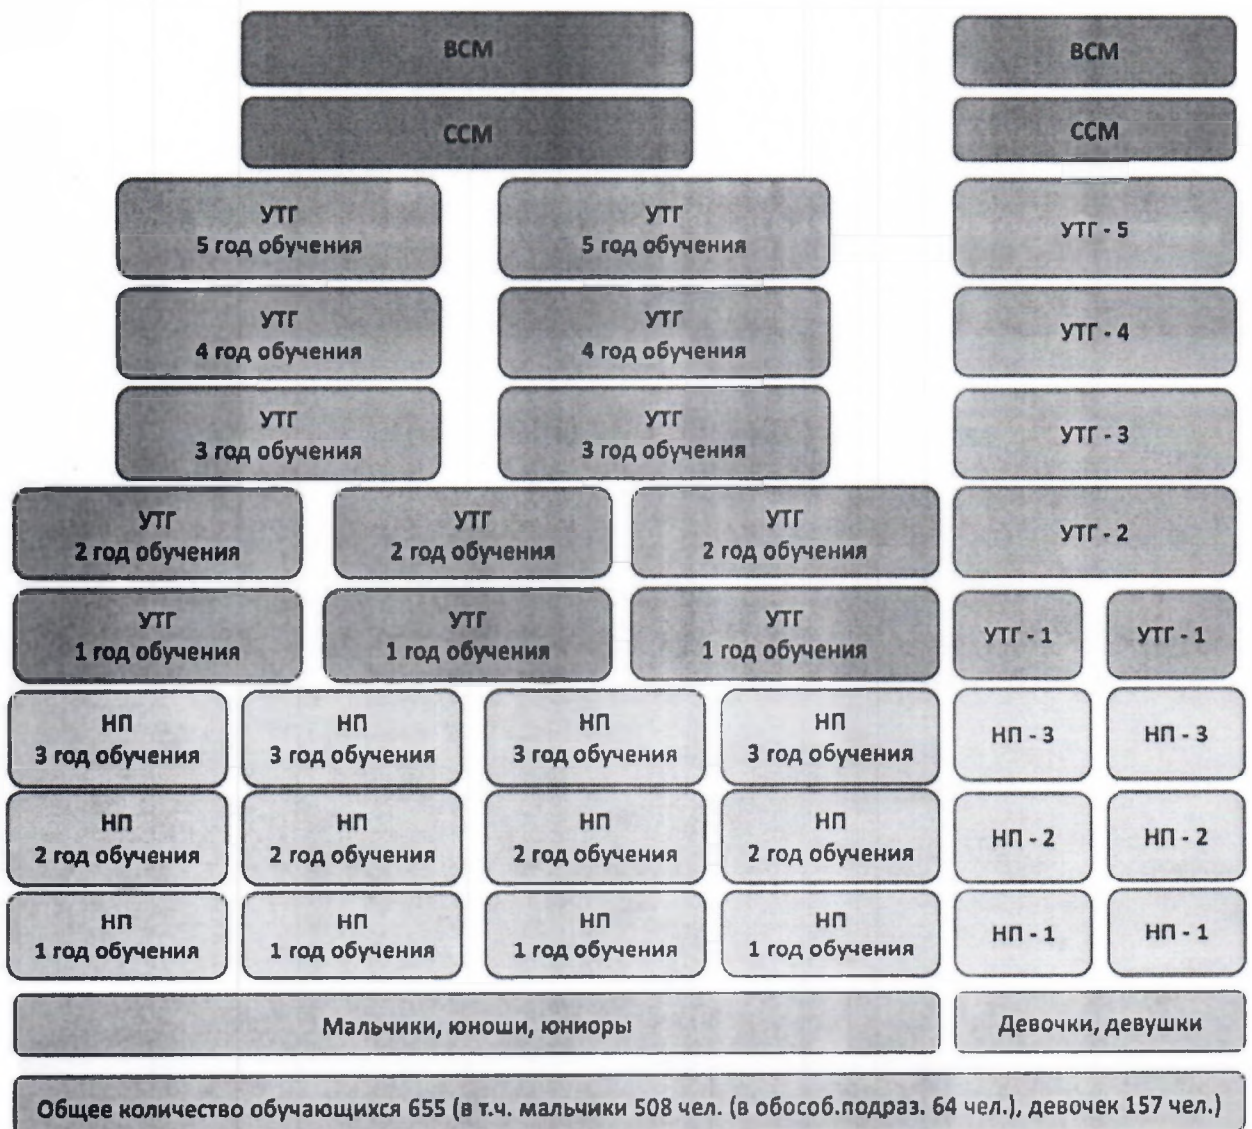 ВСМ ВСМ
ССМ ССМ
УТГ УТГ УТГ - 5
5 год обучения 5 год обучения
УТГ УТГ УТГ - 4
4 год обучения 4 год обучения
УТГ УТГ УТГ - 3
3 год обучения 3 год обучения
УТГ УТГ УТГ УТГ - 2
2 год обучения 2 год обучения 2 год обучения
УТГ УТГ УТГ УТГ - 1 УТГ - 1
1 год обучения 1 год обучения 1 год обучения
НП НП НП НП НП - 3 НП - 3
3 год обучения 3 год обучения 3 год обучения 3 год обучения
НП НП НП НП НП - 2 НП - 2
2 год обучения 2 год обучения 2 год обучения 2 год обучения
НП НП НП НП НП - 1 НП - 1
1 год обучения 1 год обучения 1 год обучения 1 год обучения
Мальчики, юноши, юниоры Девочки, девушки
Общее количество обучающихся 655 (в т.ч. мальчики 508 чел. (в обособ.подраз. 64 чел.), девочек 157 чел.)